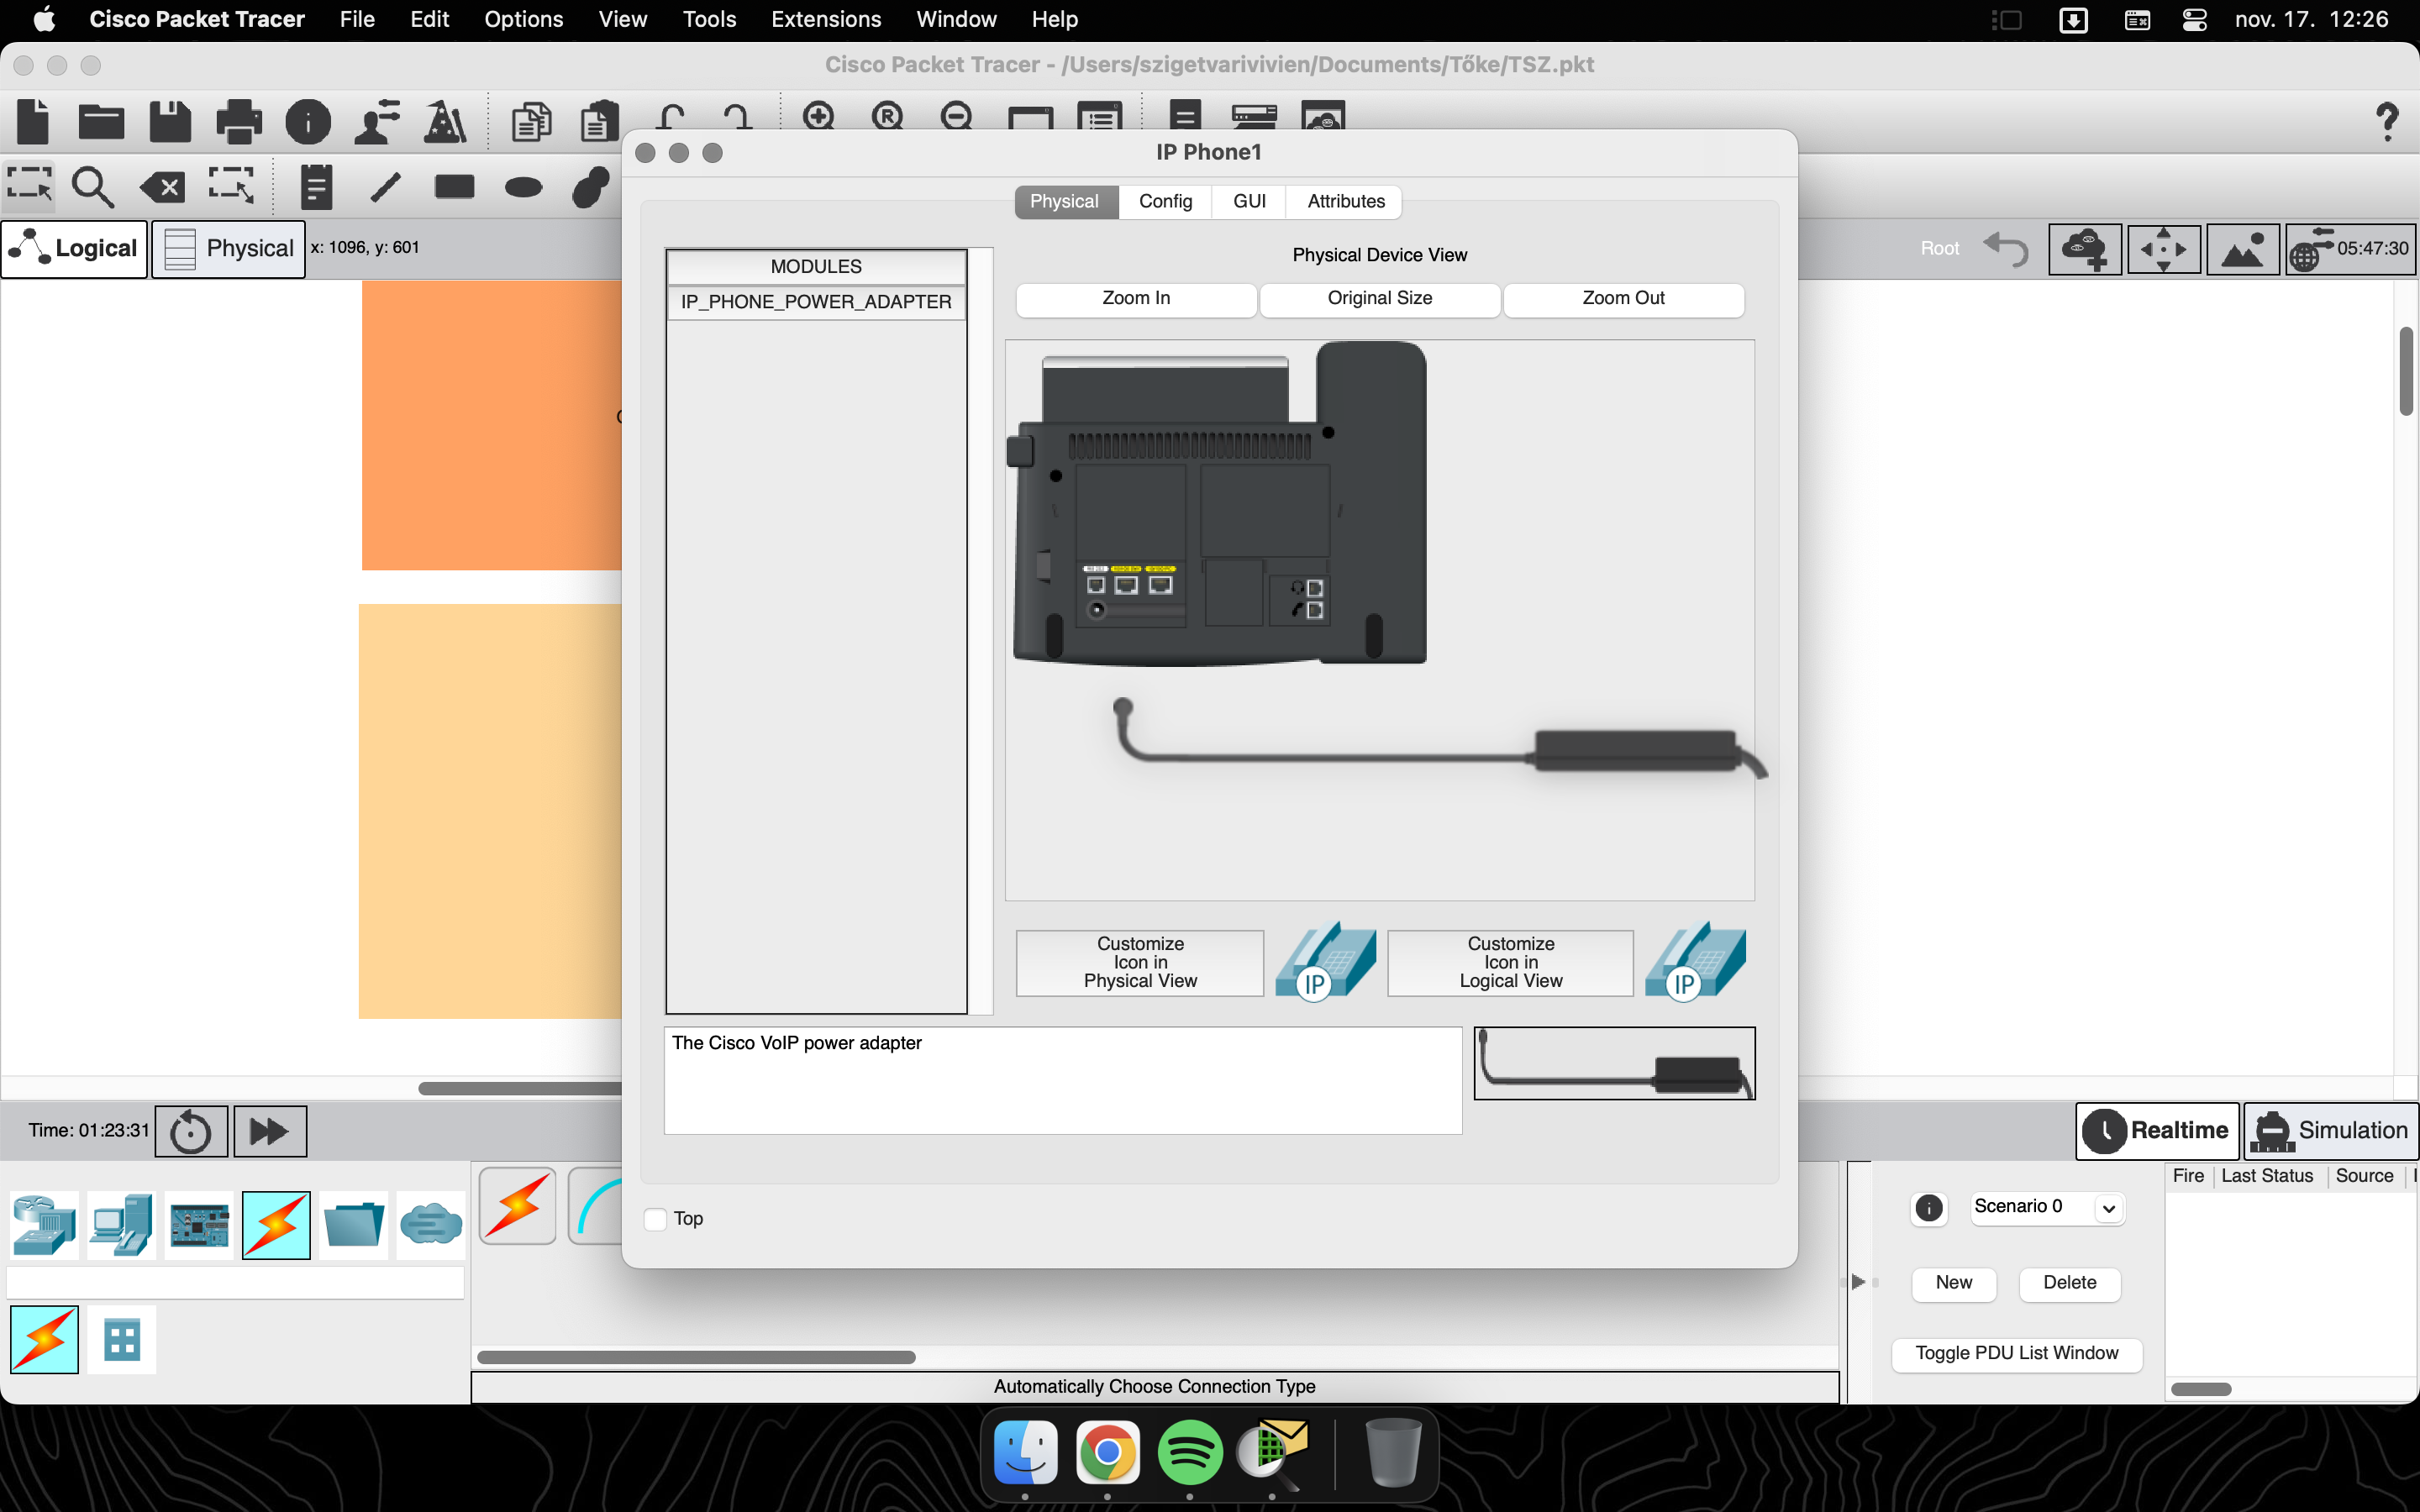 Cisco Packet Tracer File Edit Options View Tools Extensions Window Help nov. 17. 12:26
Cisco Packet Tracer - /Users/szigetvarivivien/Documents/Tőke/TSZ.pkt
IP Phone1
Physical Config GUI Attributes
Logical Physical x: 1096, y: 601
Root 05:47:30
MODULES
IP_PHONE_POWER_ADAPTER
Physical Device View
Zoom In Original Size Zoom Out
Customize
Icon in
Physical View
IP
Customize
Icon in
Logical View
IP
The Cisco VoIP power adapter
Top
Time: 01:23:31
Realtime Simulation
Fire Last Status Source
Scenario 0
New Delete
Toggle PDU List Window
Automatically Choose Connection Type